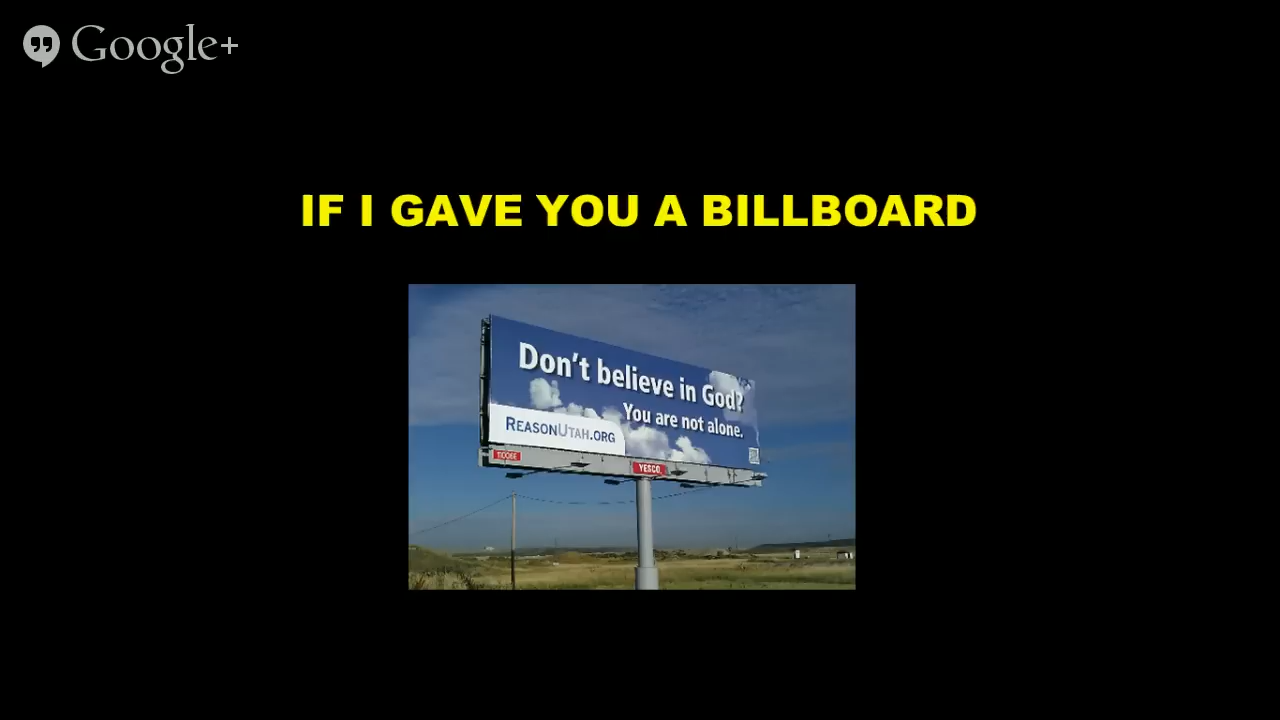 Google+
IF I GAVE YOU A BILLBOARD
Don't believe in God?
You are not alone.
REASONUTAH.ORG
YESCO